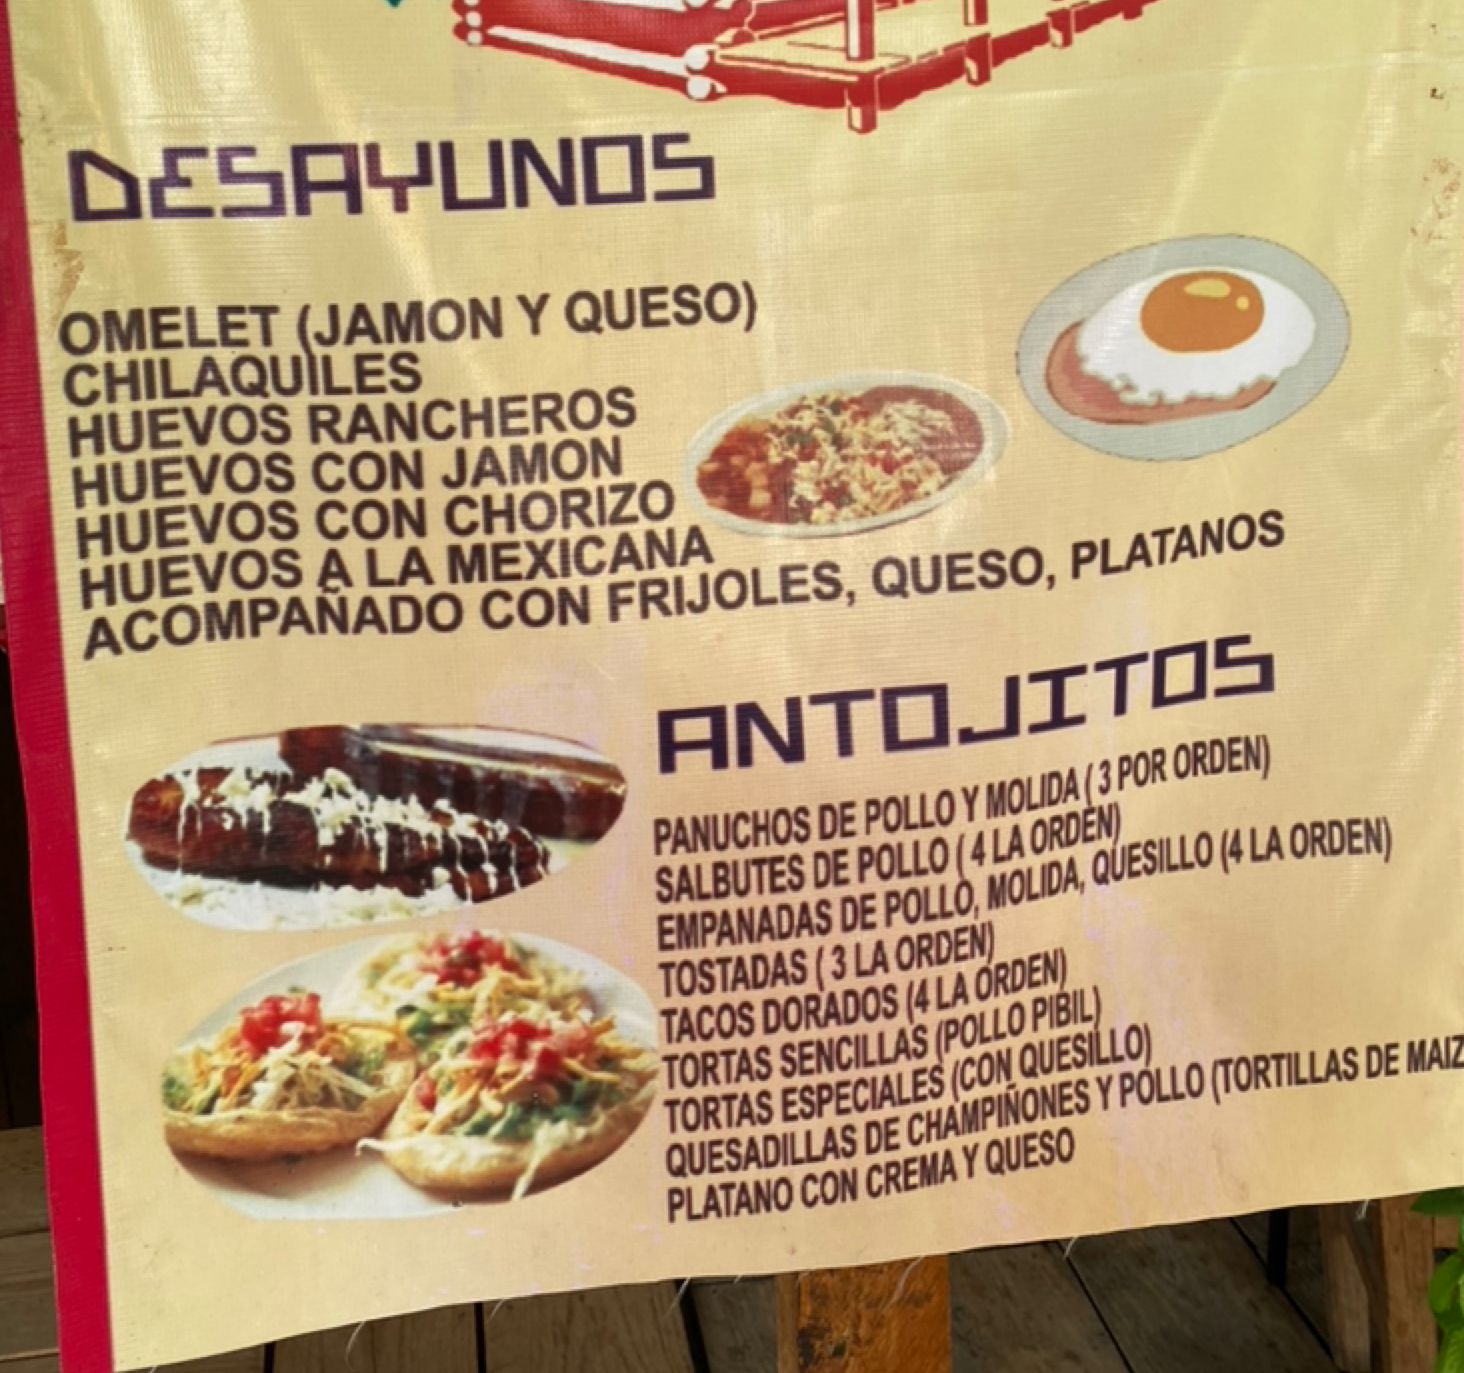 DESAYUNOS
OMELET (JAMON Y QUESO)
CHILAQUILES
HUEVOS RANCHEROS
HUEVOS CON JAMON
HUEVOS CON CHORIZO
HUEVOS A LA MEXICANA
ACOMPAÑADO CON FRIJOLES, QUESO, PLATANOS
ANTOJITOS
PANUCHOS DE POLLO Y MOLIDA ( 3 POR ORDEN)
SALBUTES DE POLLO ( 4 LA ORDEN)
EMPANADAS DE POLLO, MOLIDA, QUESILLO (4 LA ORDEN)
TOSTADAS ( 3 LA ORDEN)
TACOS DORADOS (4 LA ORDEN)
TORTAS SENCILLAS (POLLO PIBIL)
TORTAS ESPECIALES (CON QUESILLO)
QUESADILLAS DE CHAMPIÑONES Y POLLO (TORTILLAS DE MAIZ
PLATANO CON CREMA Y QUESO